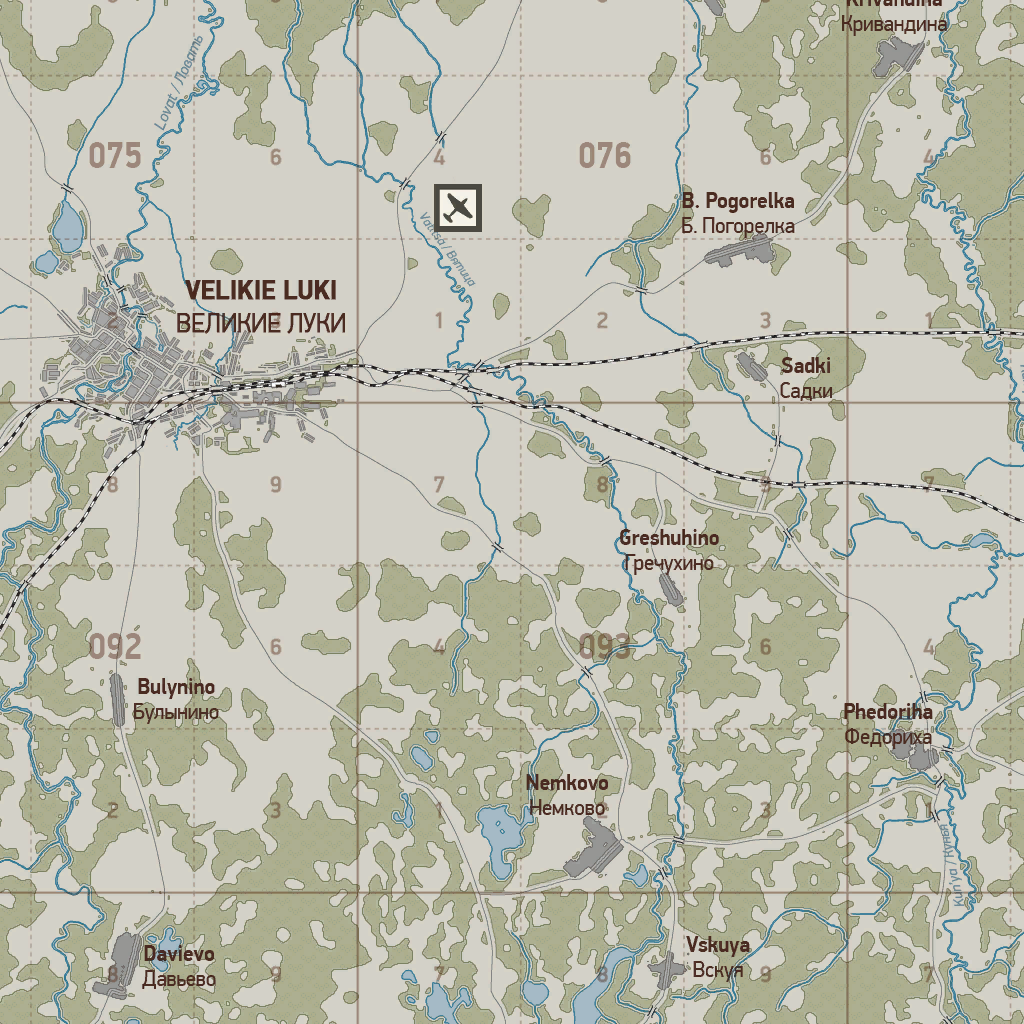 Krivandina
Кривандина
Lovat / Ловать
075
6
4
076
6
4
B. Pogorelka
Б. Погорелка
VELIKIE LUKI
ВЕЛИКИЕ ЛУКИ
2
1
2
3
1
Sadki
Садки
8
9
7
8
9
7
Greshuhino
Гречухино
092
6
4
093
6
4
Bulynino
Булынино
Phedoriha
Федориха
Nemkovo
Немково
2
3
1
2
3
1
Kunya / Кунья
Davievo
Давьево
Vskuya
Вскуя
8
9
7
8
9
7